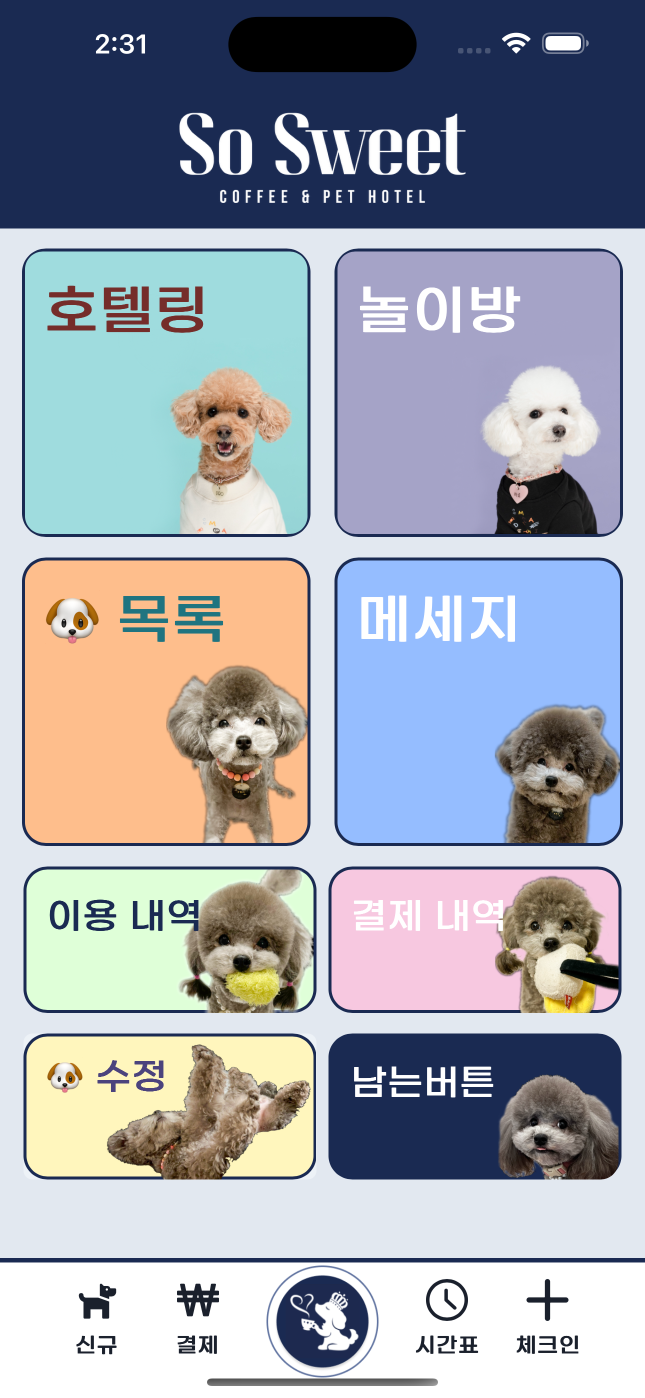 2:31
So Sweet
COFFEE & PET HOTEL
호텔링
놀이방
🐶 목록
메세지
이용 내역
결제 내역
🐶 수정
남는버튼
신규
결제
시간표
체크인